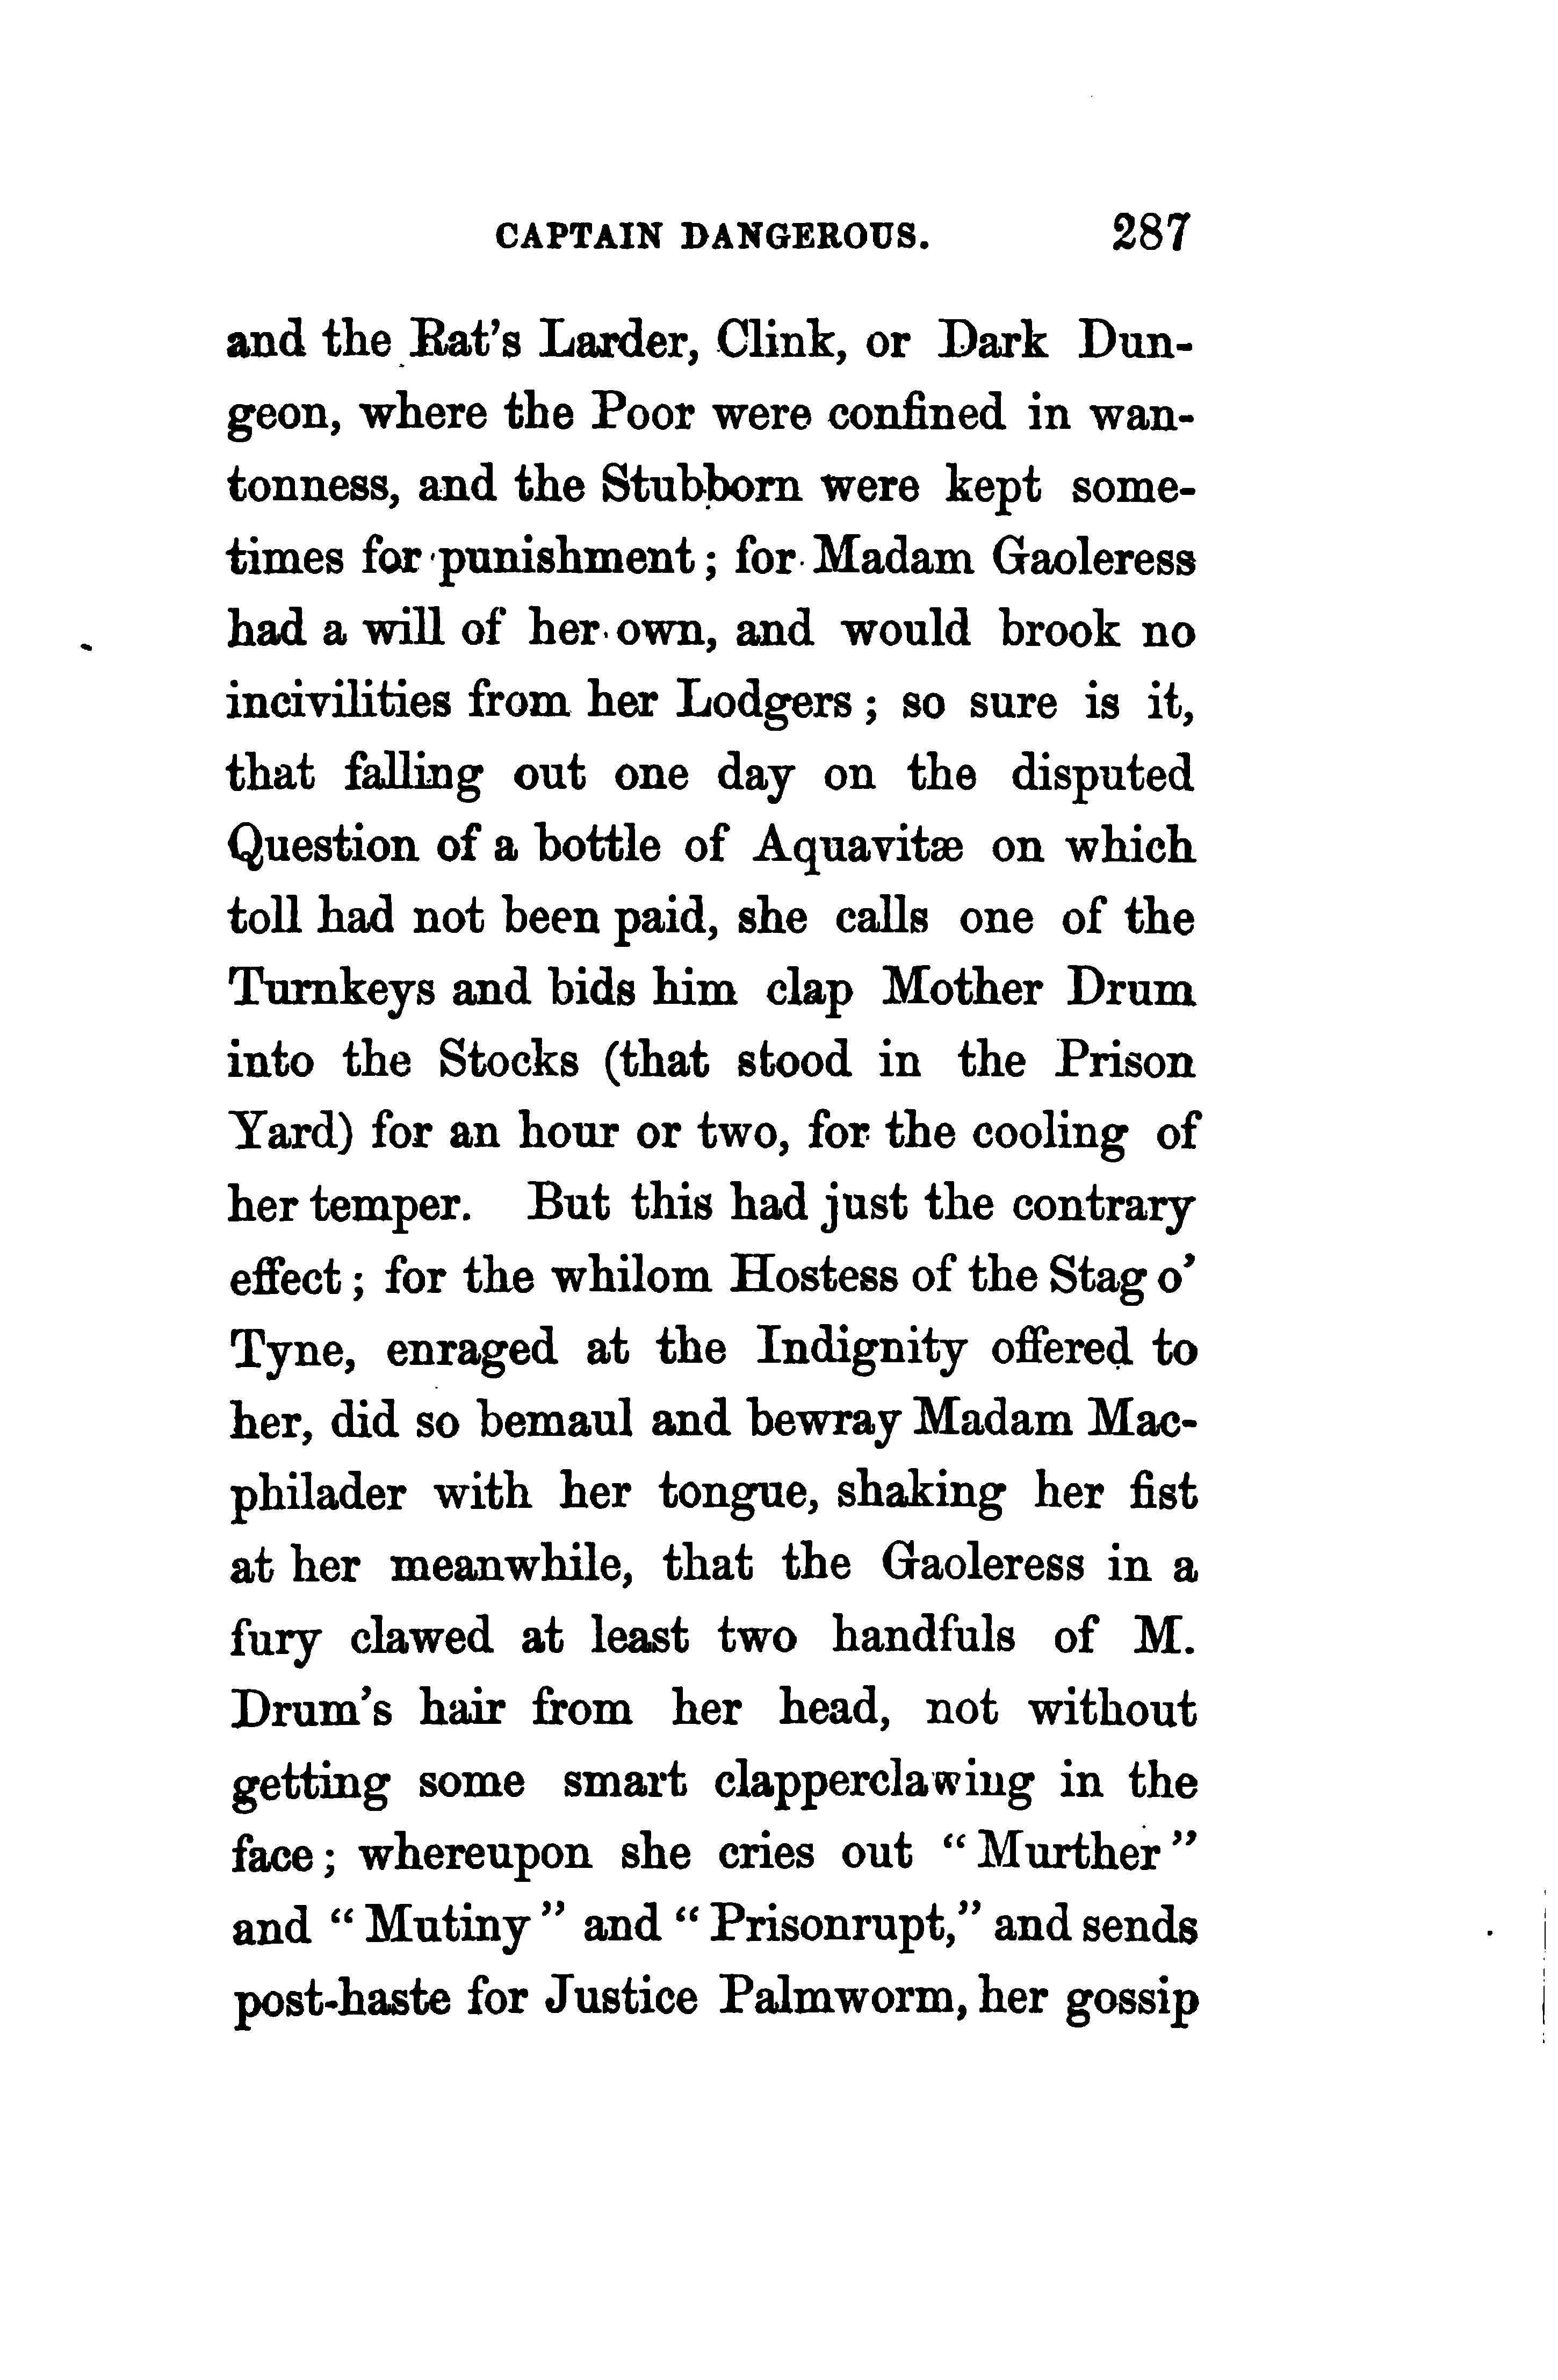 CAPTAIN DANGEROUS. 287
and the Rat's Larder, Clink, or Dark Dun-
geon, where the Poor were confined in wan-
tonness, and the Stubborn were kept some-
times for punishment; for Madam Gaoleress
had a will of her own, and would brook no
incivilities from her Lodgers; so sure is it,
that falling out one day on the disputed
Question of a bottle of Aquavitæ on which
toll had not been paid, she calls one of the
Turnkeys and bids him clap Mother Drum
into the Stocks (that stood in the Prison
Yard) for an hour or two, for the cooling of
her temper. But this had just the contrary
effect; for the whilom Hostess of the Stag o'
Tyne, enraged at the Indignity offered to
her, did so bemaul and bewray Madam Mac-
philader with her tongue, shaking her fist
at her meanwhile, that the Gaoleress in a
fury clawed at least two handfuls of M.
Drum's hair from her head, not without
getting some smart clapperclawing in the
face; whereupon she cries out "Murther"
and "Mutiny" and "Prisonrupt," and sends
post-haste for Justice Palmworm, her gossip